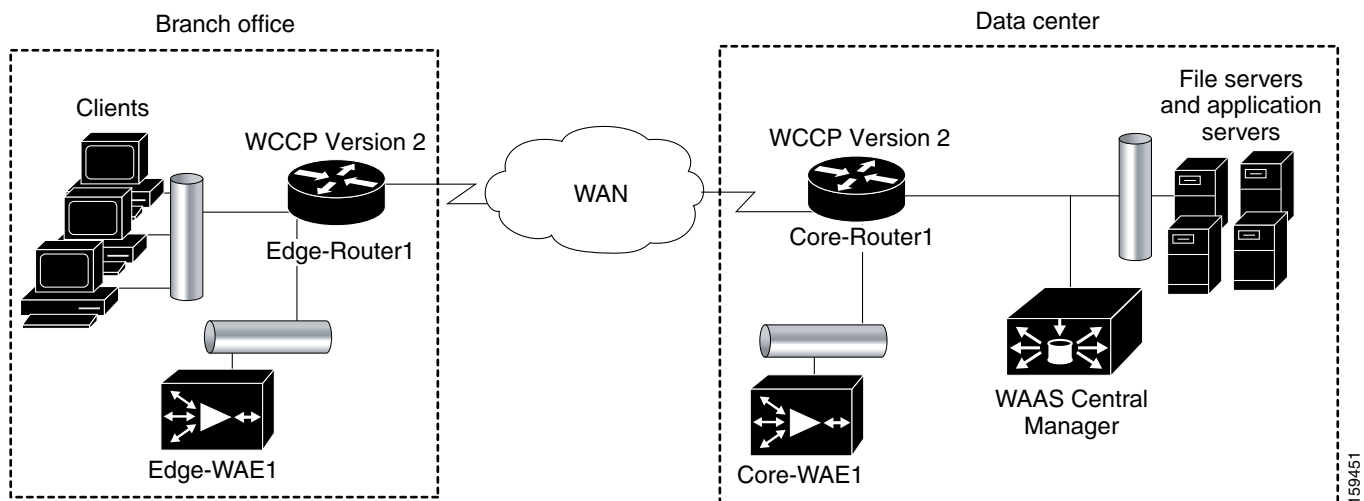 Branch office
Data center
Clients
WCCP Version 2
Edge-Router1
Edge-WAE1
WAN
WCCP Version 2
Core-Router1
Core-WAE1
File servers
and application
servers
WAAS Central
Manager
159451